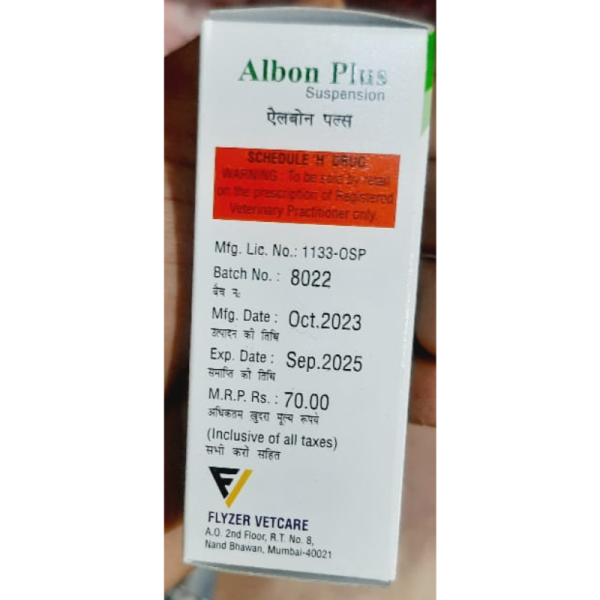 Albon Plus
Suspension
ऐलबोन पल्स
SCHEDULE 'H' DRUG
WARNING : To be sold by retail
on the prescription of Registered
Veterinary Practitioner only.
Mfg. Lic. No.: 1133-OSP
Batch No. : 8022
बैच न:
Mfg. Date : Oct.2023
उत्पादन की तिथि
Exp. Date : Sep.2025
समाप्ति की तिथि
M.R.P. Rs. : 70.00
अधिकतम खुदरा मूल्य रूपये
(Inclusive of all taxes)
सभी करों सहित
FLYZER VETCARE
A.O. 2nd Floor, R.T. No. 8,
Nand Bhawan, Mumbai-40021